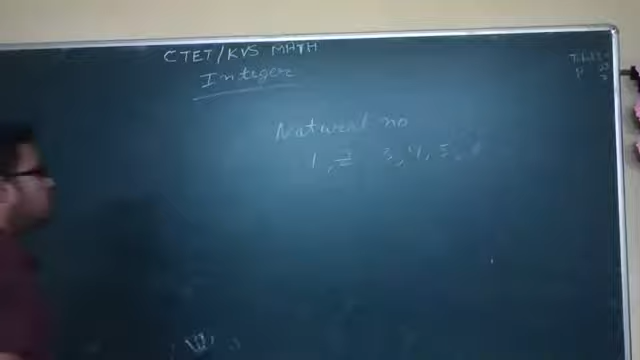 CTET/KVS MATH
Integer
Natural no
1, 2 3, 4, 5,